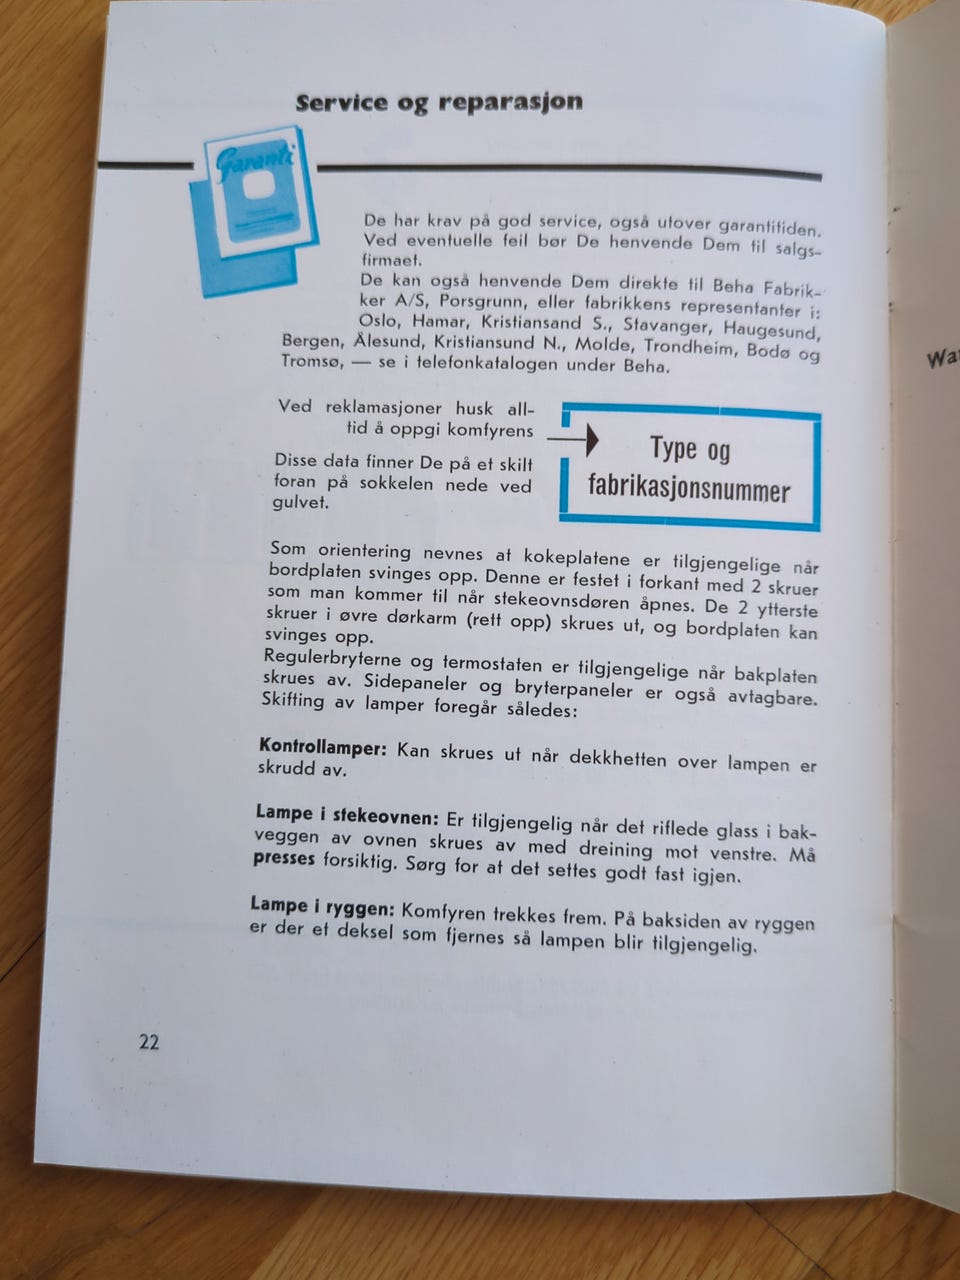 Service og reparasjon
Garanti
De har krav på god service, også utover garantitiden.
Ved eventuelle feil bør De henvende Dem til salgs-
firmaet.
De kan også henvende Dem direkte til Beha Fabrik-
ker A/S, Porsgrunn, eller fabrikkens representanter i:
Oslo, Hamar, Kristiansand S., Stavanger, Haugesund,
Bergen, Ålesund, Kristiansund N., Molde, Trondheim, Bodø og
Tromsø, — se i telefonkatalogen under Beha.
Ved reklamasjoner husk all-
tid å oppgi komfyrens
Disse data finner De på et skilt
foran på sokkelen nede ved
gulvet.
Type og
fabrikasjonsnummer
Som orientering nevnes at kokeplatene er tilgjengelige når
bordplaten svinges opp. Denne er festet i forkant med 2 skruer
som man kommer til når stekeovnsdøren åpnes. De 2 ytterste
skruer i øvre dørkarm (rett opp) skrues ut, og bordplaten kan
svinges opp.
Regulerbryterne og termostaten er tilgjengelige når bakplaten
skrues av. Sidepaneler og bryterpaneler er også avtagbare.
Skifting av lamper foregår således:
Kontrollamper: Kan skrues ut når dekkhetten over lampen er
skrudd av.
Lampe i stekeovnen: Er tilgjengelig når det riflede glass i bak-
veggen av ovnen skrues av med dreining mot venstre. Må
presses forsiktig. Sørg for at det settes godt fast igjen.
Lampe i ryggen: Komfyren trekkes frem. På baksiden av ryggen
er der et deksel som fjernes så lampen blir tilgjengelig.
22